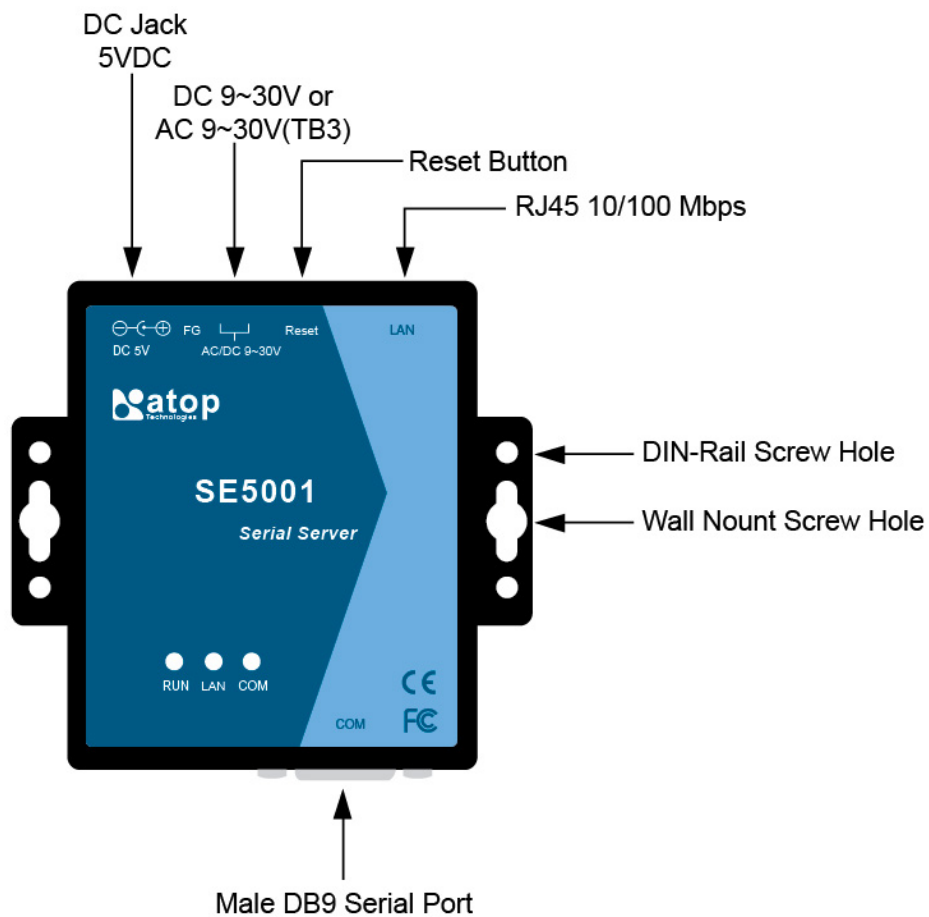 DC Jack
5VDC
DC 9~30V or
AC 9~30V(TB3)
Reset Button
RJ45 10/100 Mbps
FG
Reset
LAN
DC 5V
AC/DC 9~30V
atop
Technologies
DIN-Rail Screw Hole
SE5001
Wall Nount Screw Hole
Serial Server
RUN LAN COM
CE
COM
FC
Male DB9 Serial Port